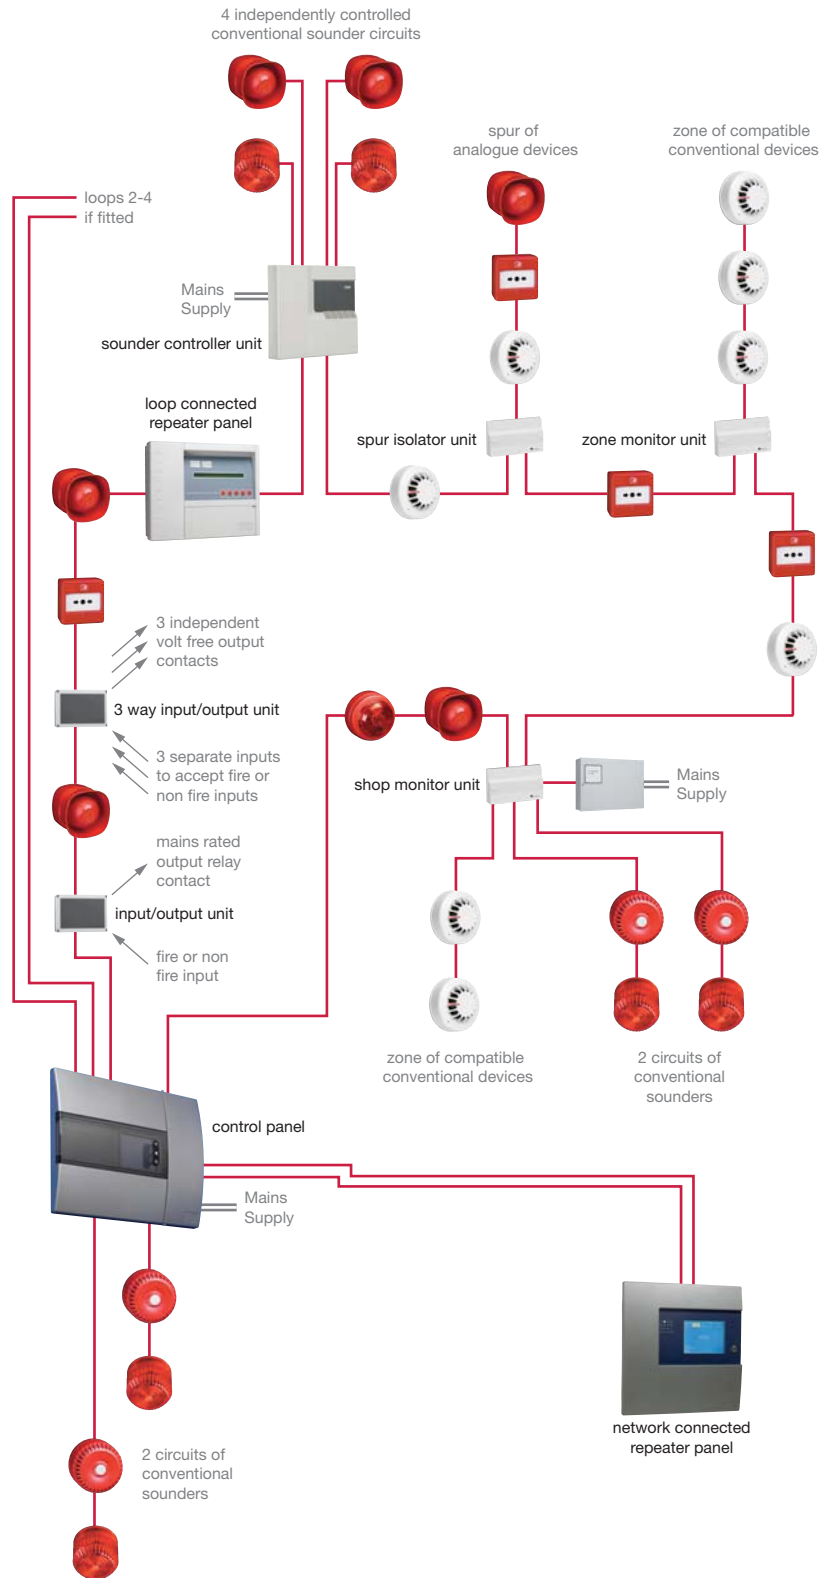 4 independently controlled
conventional sounder circuits
spur of
analogue devices
zone of compatible
conventional devices
loops 2-4
if fitted
Mains
Supply
sounder controller unit
loop connected
repeater panel
spur isolator unit
zone monitor unit
3 independent
volt free output
contacts
3 way input/output unit
3 separate inputs
to accept fire or
non fire inputs
shop monitor unit
Mains
Supply
mains rated
output relay
contact
input/output unit
fire or non
fire input
zone of compatible
conventional devices
2 circuits of
conventional
sounders
control panel
Mains
Supply
network connected
repeater panel
2 circuits of
conventional
sounders